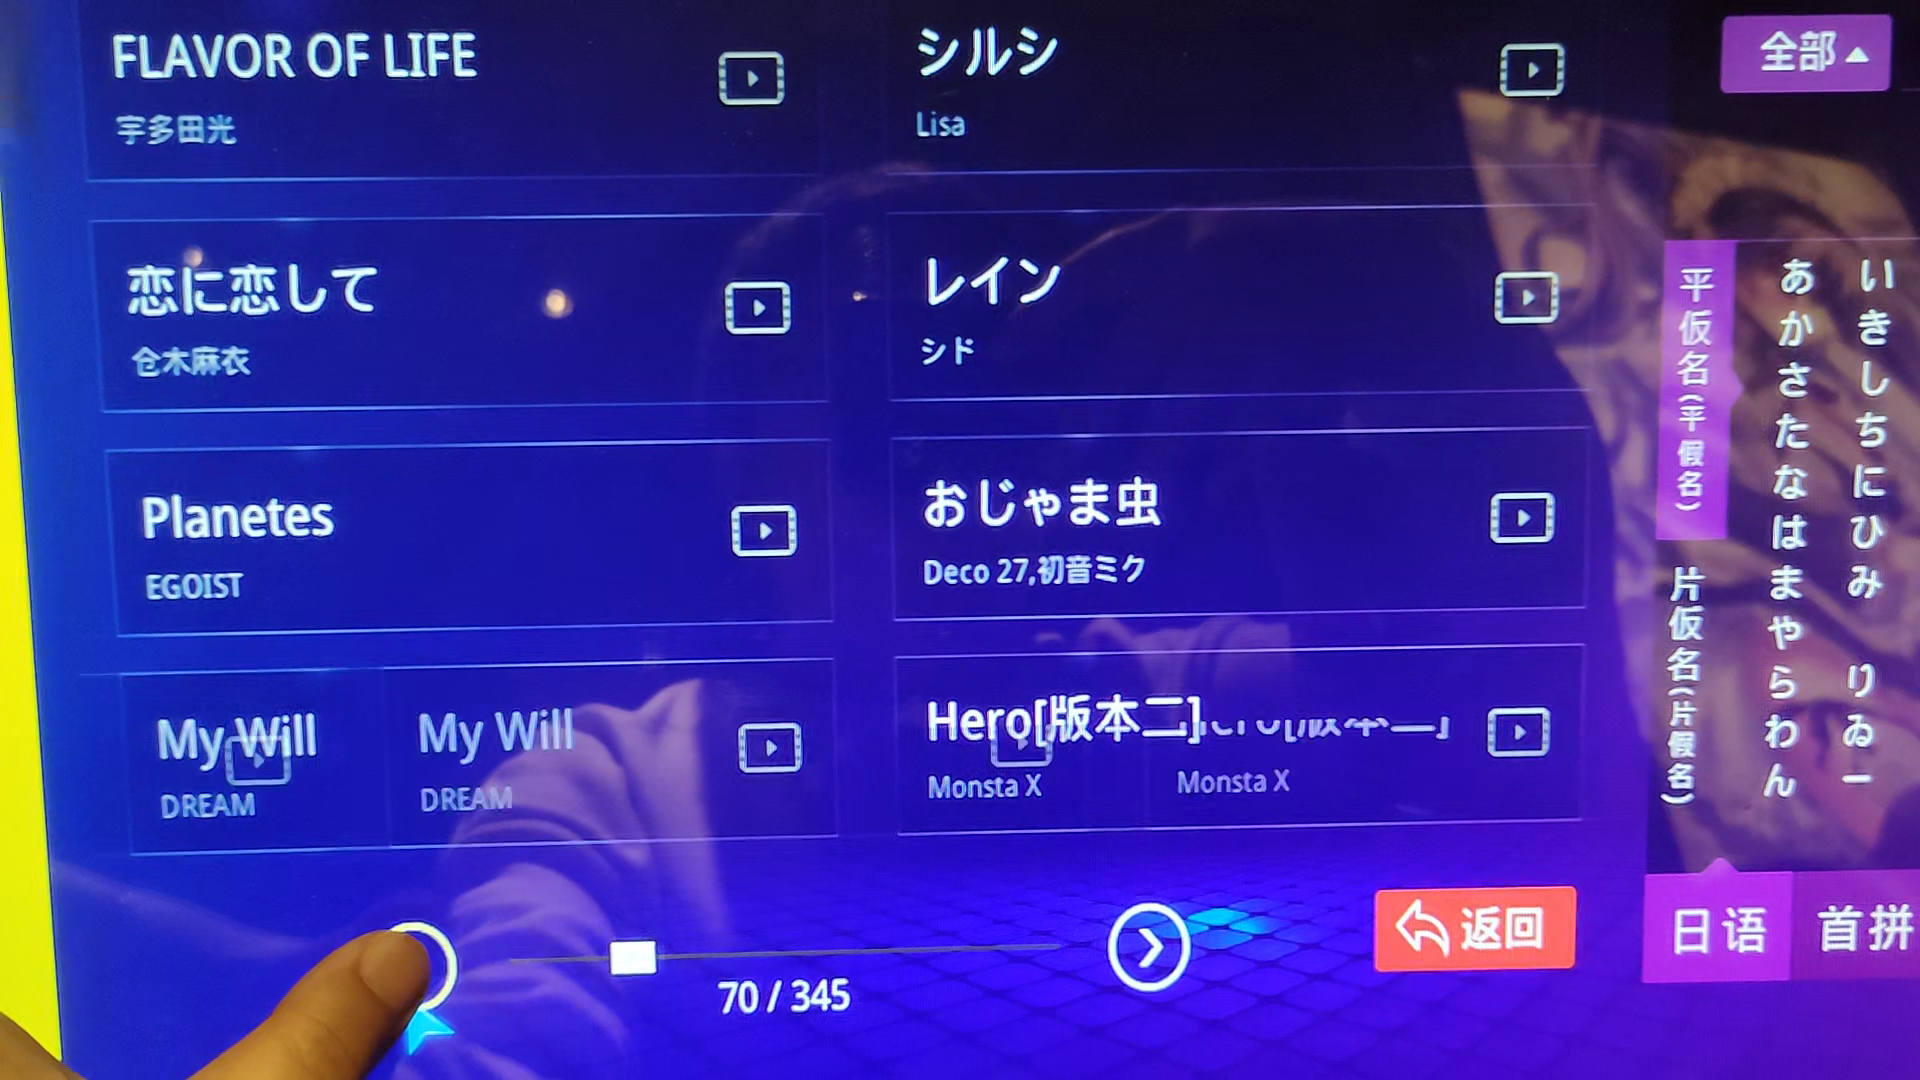 FLAVOR OF LIFE
宇多田光
シルシ
Lisa
恋に恋して
仓木麻衣
レイン
シド
Planetes
EGOIST
おじゃま虫
Deco 27,初音ミク
My Will
DREAM
My Will
DREAM
Hero[版本二]
Monsta X
Monsta X
70 / 345
返回
全部
平仮名(平假名)
片仮名(片假名)
あかさたなはまやらわん
いきしちにひみ りゐー
日语
首拼